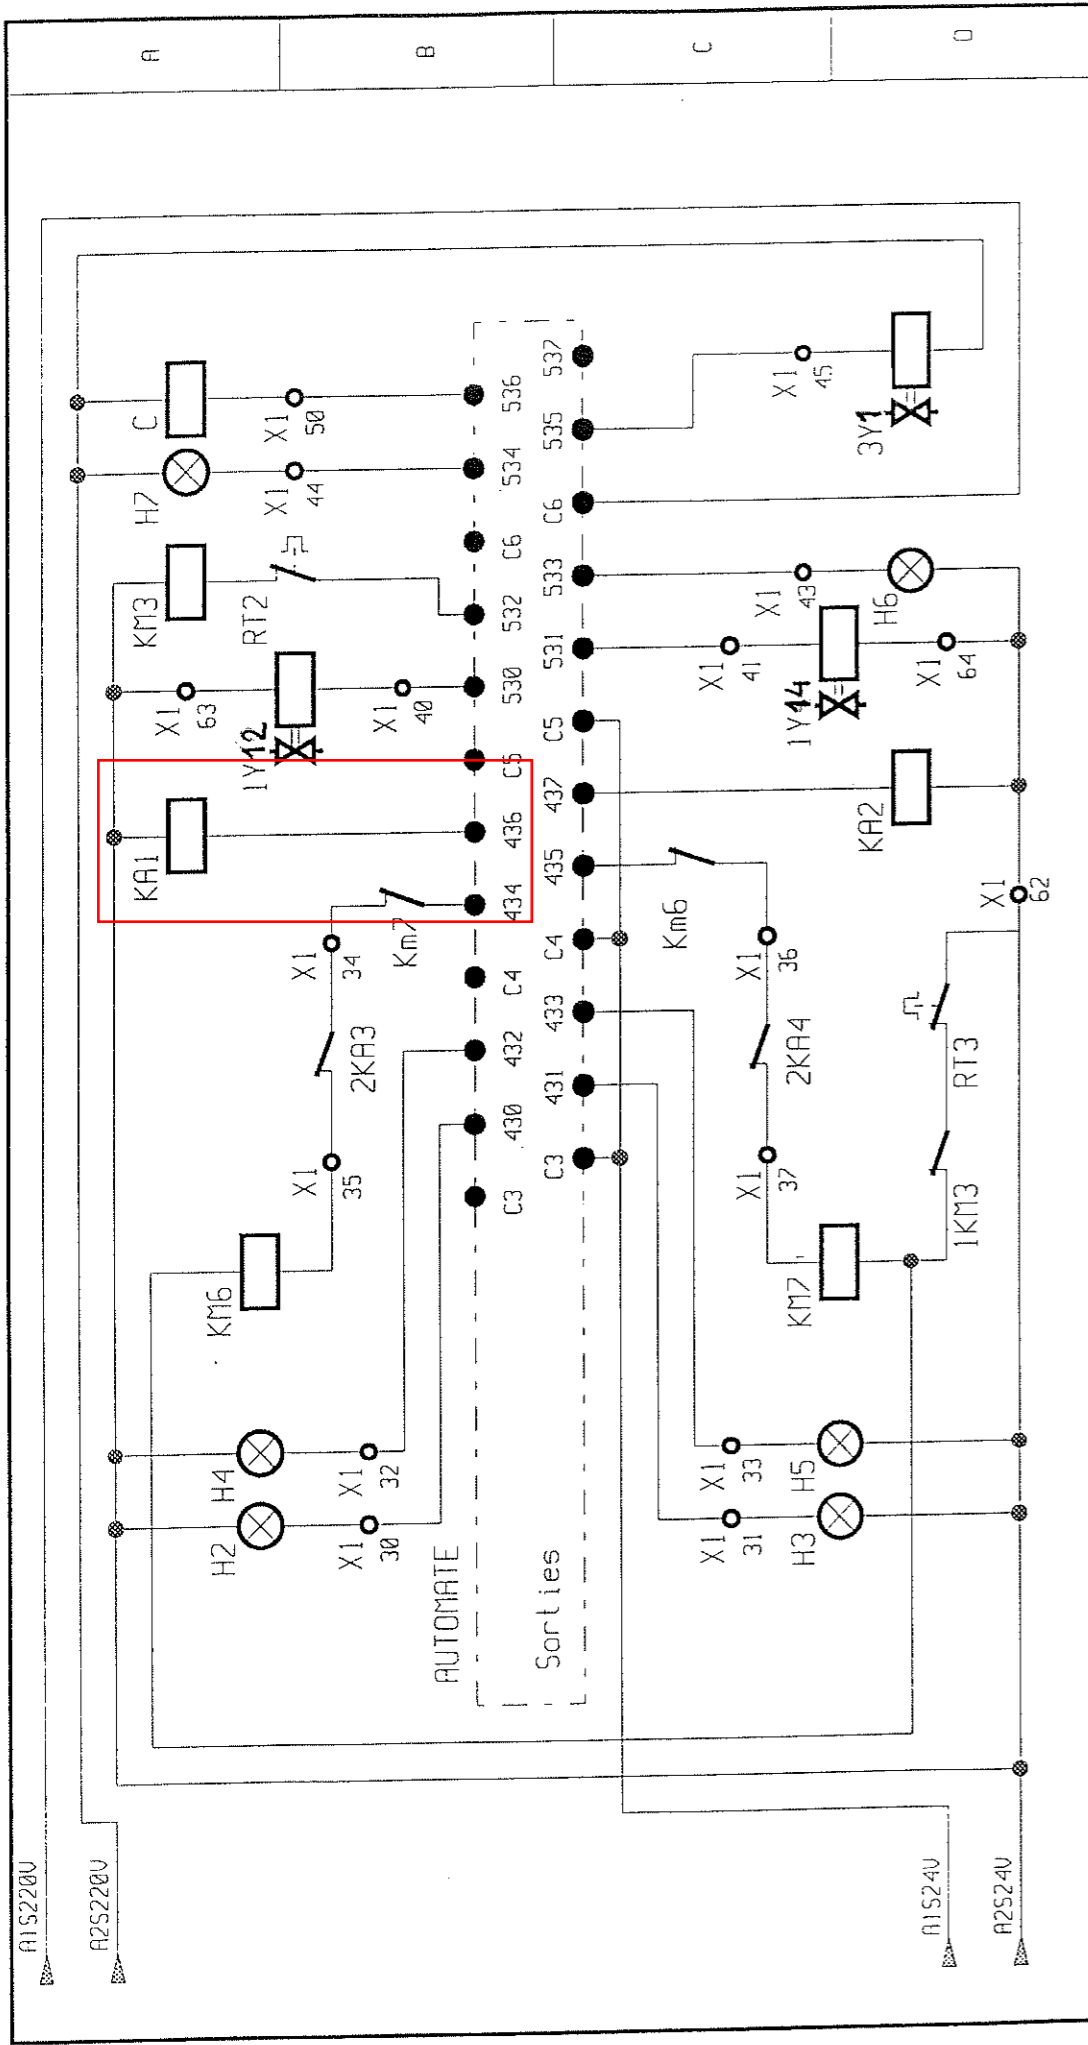 A
B
C
D
A1S220V
A2S220V
H2
H4
KM6
KA1
1Y12
KM3
H7
C
X1
30
X1
32
X1
35
2KA3
X1
34
Km7
X1
63
X1
40
RT2
X1
44
X1
50
AUTOMATE
C3
430
432
C4
434
436
C5
530
532
C6
534
536
Sorties
C3
431
433
C4
435
437
C5
531
533
C6
535
537
X1
31
X1
33
H3
H5
X1
37
2KA4
X1
36
Km6
KM7
KA2
X1
41
1Y14
X1
64
X1
43
H6
X1
45
3Y1
1KM3
RT3
X1
62
A1S24V
A2S24V